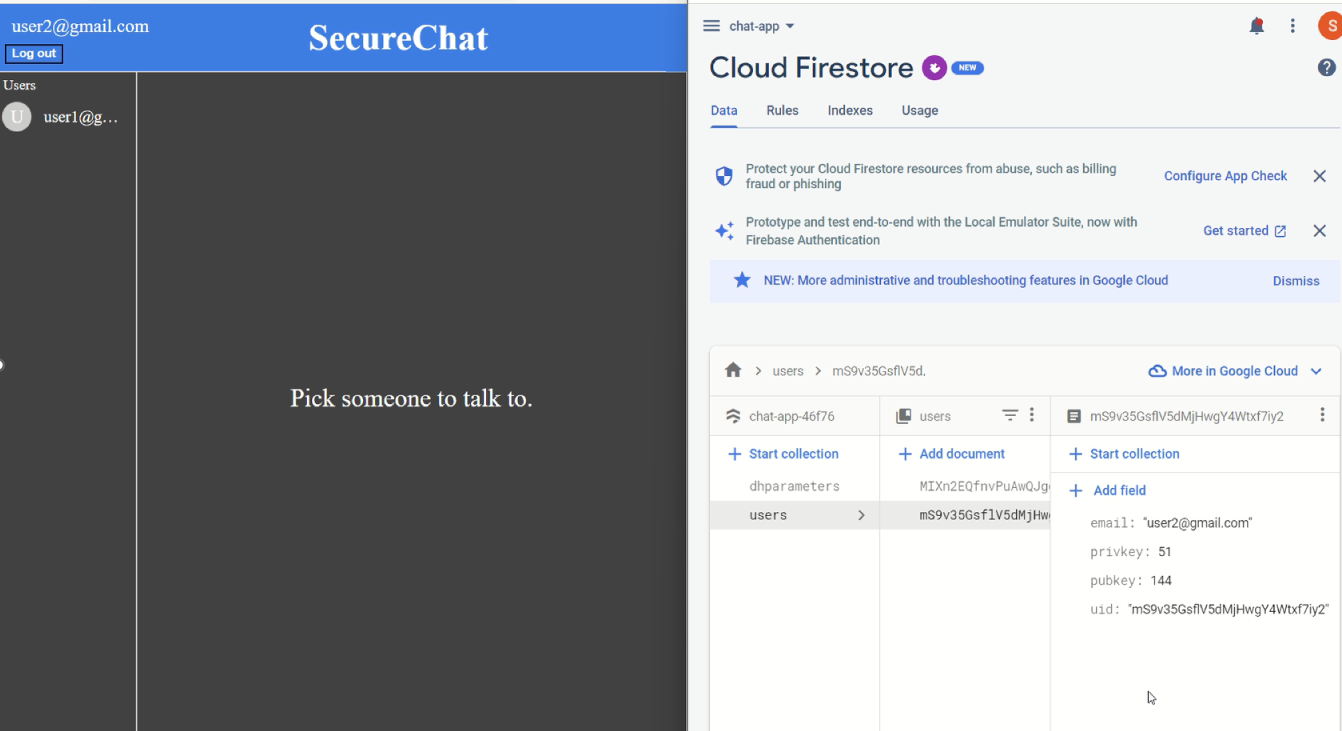 user2@gmail.com
Log out
SecureChat
Users
U
user1@g...
Pick someone to talk to.
chat-app
S
Cloud Firestore
NEW
Data Rules Indexes Usage
Protect your Cloud Firestore resources from abuse, such as billing
fraud or phishing
Configure App Check
Prototype and test end-to-end with the Local Emulator Suite, now with
Firebase Authentication
Get started
NEW: More administrative and troubleshooting features in Google Cloud
Dismiss
users mS9v35GsflV5d.
More in Google Cloud
chat-app-46f76
users
mS9v35GsflV5dMjHwgY4Wtxf7iy2
Start collection
Add document
Start collection
dhparameters
users
MIXn2EQfnvPuAwQJg
mS9v35GsflV5dMjHw
Add field
email: "user2@gmail.com"
privkey: 51
pubkey: 144
uid: "mS9v35GsflV5dMjHwgY4Wtxf7iy2"